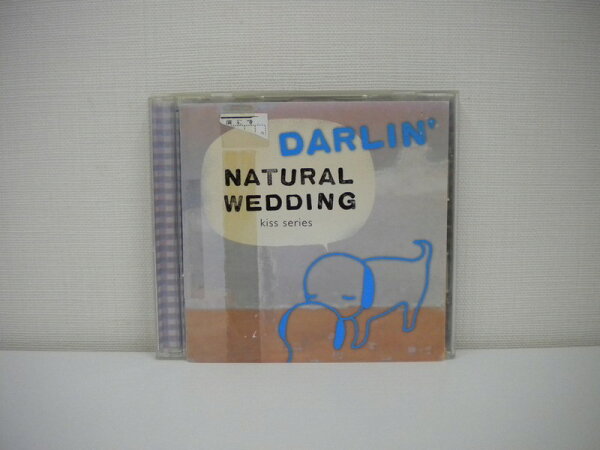 DARLIN'
NATURAL
WEDDING
kiss series